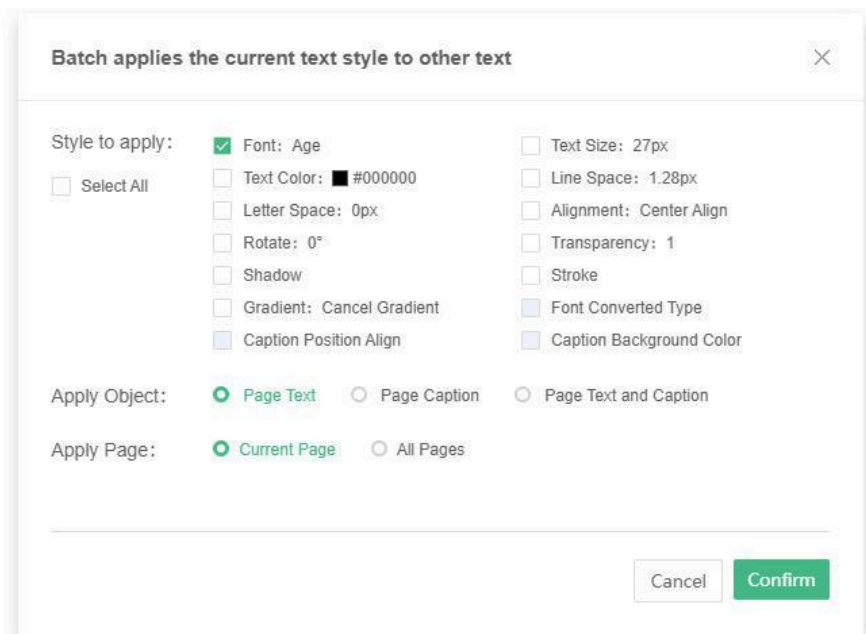 Batch applies the current text style to other text
Style to apply: Font: Age Text Size: 27px
Select All Text Color: #000000 Line Space: 1.28px
Letter Space: 0px Alignment: Center Align
Rotate: 0° Transparency: 1
Shadow Stroke
Gradient: Cancel Gradient Font Converted Type
Caption Position Align Caption Background Color
Apply Object: Page Text Page Caption Page Text and Caption
Apply Page: Current Page All Pages
Cancel Confirm